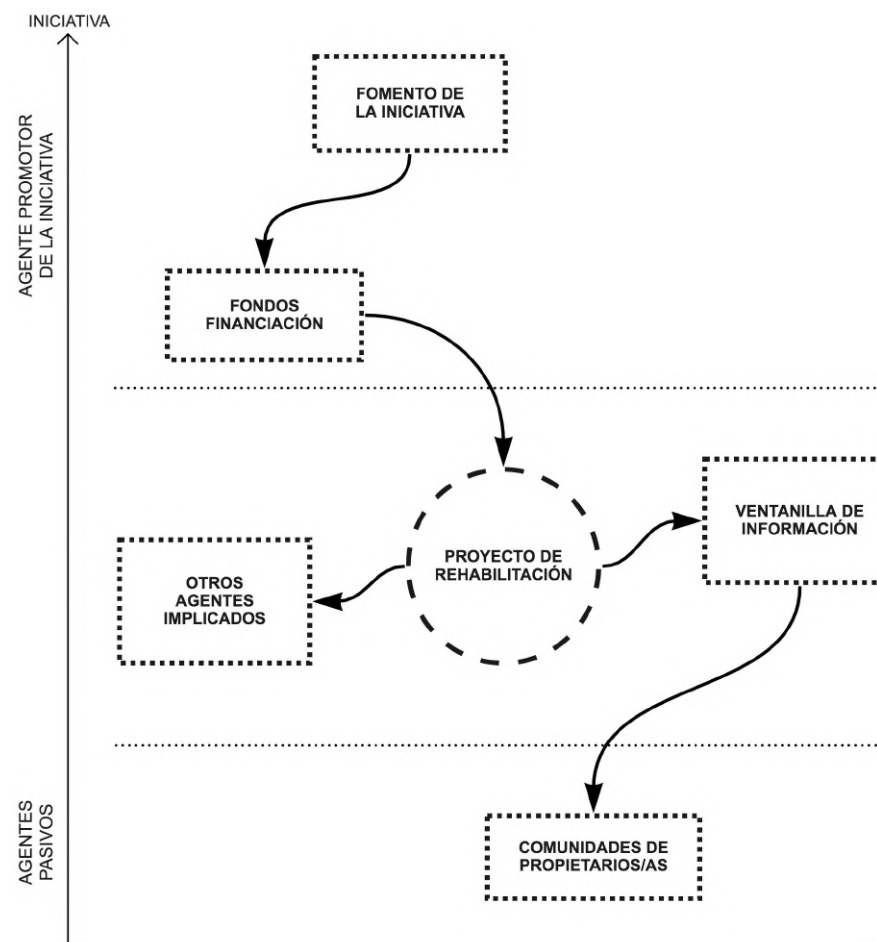 INICIATIVA
AGENTE PROMOTOR
DE LA INICIATIVA
FOMENTO DE
LA INICIATIVA
FONDOS
FINANCIACIÓN
VENTANILLA DE
INFORMACIÓN
PROYECTO DE
REHABILITACIÓN
OTROS
AGENTES
IMPLICADOS
AGENTES
PASIVOS
COMUNIDADES DE
PROPIETARIOS/AS